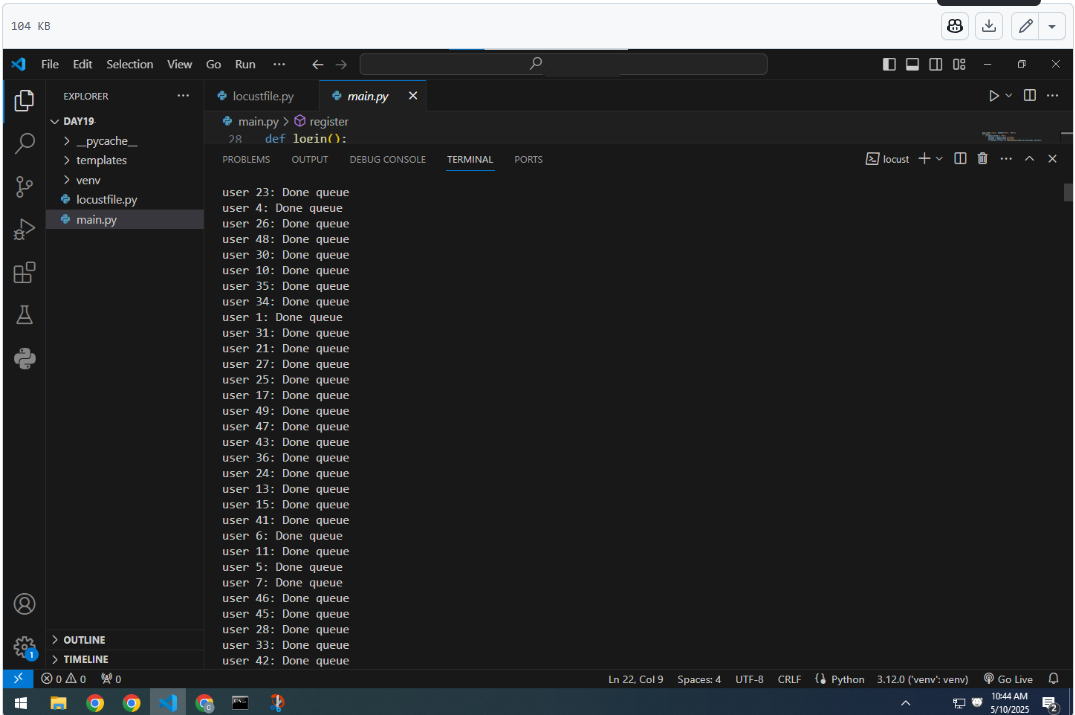 104 KB
File Edit Selection View Go Run ···
EXPLORER ···
locustfile.py main.py
DAY19
main.py > register
__pycache__
28 def login():
templates
PROBLEMS OUTPUT DEBUG CONSOLE TERMINAL PORTS
locust
venv
locustfile.py
main.py
user 23: Done queue
user 4: Done queue
user 26: Done queue
user 48: Done queue
user 30: Done queue
user 10: Done queue
user 35: Done queue
user 34: Done queue
user 1: Done queue
user 31: Done queue
user 21: Done queue
user 27: Done queue
user 25: Done queue
user 17: Done queue
user 49: Done queue
user 47: Done queue
user 43: Done queue
user 36: Done queue
user 24: Done queue
user 13: Done queue
user 15: Done queue
user 41: Done queue
user 6: Done queue
user 11: Done queue
user 5: Done queue
user 7: Done queue
user 46: Done queue
user 45: Done queue
user 28: Done queue
user 33: Done queue
user 42: Done queue
OUTLINE
TIMELINE
1
0 0 0 Ln 22, Col 9 Spaces: 4 UTF-8 CRLF Python 3.12.0 ('venv': venv) Go Live
10:44 AM
5/10/2025
2